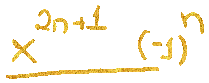 x^{2n+1} (-1)^n